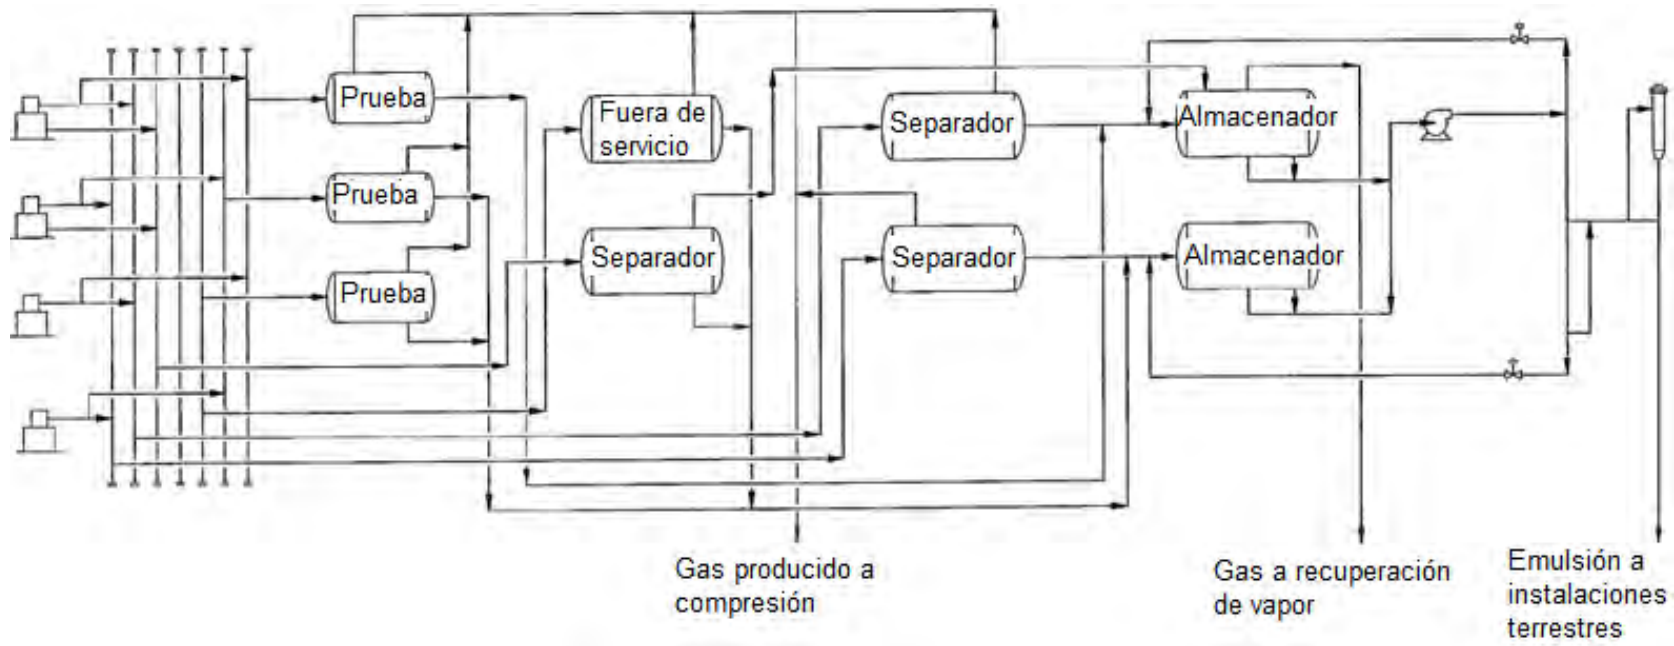 Prueba
Fuera de
servicio
Separador
Almacenador
Prueba
Separador
Separador
Almacenador
Prueba
Gas producido a
compresión
Gas a recuperación
de vapor
Emulsión a
instalaciones
terrestres